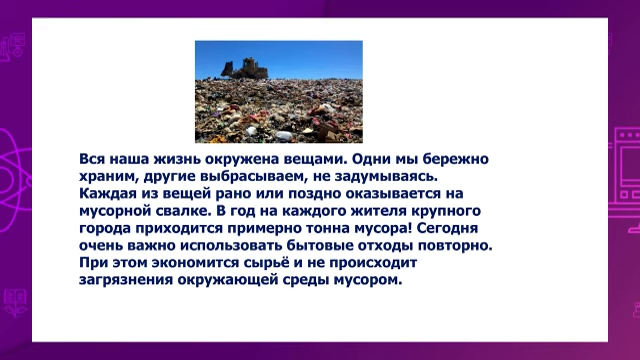 Вся наша жизнь окружена вещами. Одни мы бережно
храним, другие выбрасываем, не задумываясь.
Каждая из вещей рано или поздно оказывается на
мусорной свалке. В год на каждого жителя крупного
города приходится примерно тонна мусора! Сегодня
очень важно использовать бытовые отходы повторно.
При этом экономится сырьё и не происходит
загрязнения окружающей среды мусором.